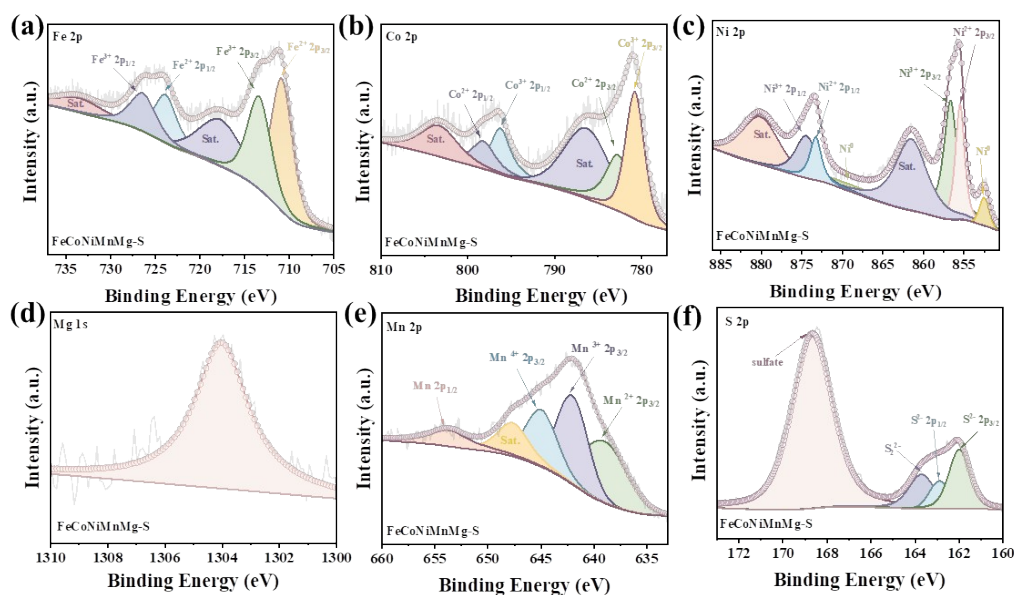 (a)
Fe 2p
Fe³⁺ 2p₁/₂
Fe²⁺ 2p₁/₂
Fe³⁺ 2p₃/₂
Fe²⁺ 2p₃/₂
Sat.
Sat.
FeCoNiMnMg-S
Intensity (a.u.)
735 730 725 720 715 710 705
Binding Energy (eV)
(b)
Co 2p
Co²⁺ 2p₁/₂
Co³⁺ 2p₁/₂
Co²⁺ 2p₃/₂
Co³⁺ 2p₃/₂
Sat.
Sat.
FeCoNiMnMg-S
Intensity (a.u.)
810 800 790 780
Binding Energy (eV)
(c)
Ni 2p
Ni³⁺ 2p₁/₂
Ni²⁺ 2p₁/₂
Ni³⁺ 2p₃/₂
Ni²⁺ 2p₃/₂
Sat.
Ni⁰
Sat.
Ni⁰
FeCoNiMnMg-S
Intensity (a.u.)
885 880 875 870 865 860 855
Binding Energy (eV)
(d)
Mg 1s
FeCoNiMnMg-S
Intensity (a.u.)
1310 1308 1306 1304 1302 1300
Binding Energy (eV)
(e)
Mn 2p
Mn 2p₁/₂
Mn ⁴⁺ 2p₃/₂
Mn ³⁺ 2p₃/₂
Mn ²⁺ 2p₃/₂
Sat.
FeCoNiMnMg-S
Intensity (a.u.)
660 655 650 645 640 635
Binding Energy (eV)
(f)
S 2p
sulfate
S₂²⁻
S²⁻ 2p₁/₂
S²⁻ 2p₃/₂
FeCoNiMnMg-S
Intensity (a.u.)
172 170 168 166 164 162 160
Binding Energy (eV)